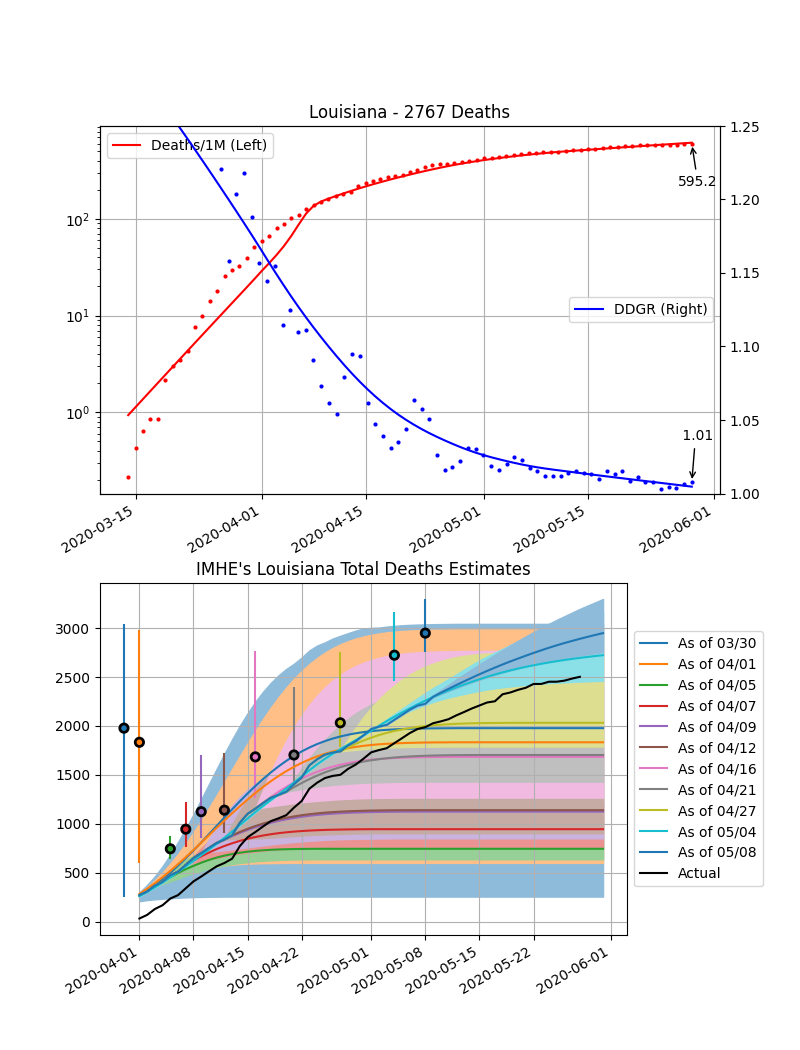 Louisiana - 2767 Deaths
Deaths/1M (Left)
DDGR (Right)
595.2
1.01
10²
10¹
10⁰
1.25
1.20
1.15
1.10
1.05
1.00
2020-03-15
2020-04-01
2020-04-15
2020-05-01
2020-05-15
2020-06-01
IMHE's Louisiana Total Deaths Estimates
3000
2500
2000
1500
1000
500
0
2020-04-01
2020-04-08
2020-04-15
2020-04-22
2020-05-01
2020-05-08
2020-05-15
2020-05-22
2020-06-01
As of 03/30
As of 04/01
As of 04/05
As of 04/07
As of 04/09
As of 04/12
As of 04/16
As of 04/21
As of 04/27
As of 05/04
As of 05/08
Actual